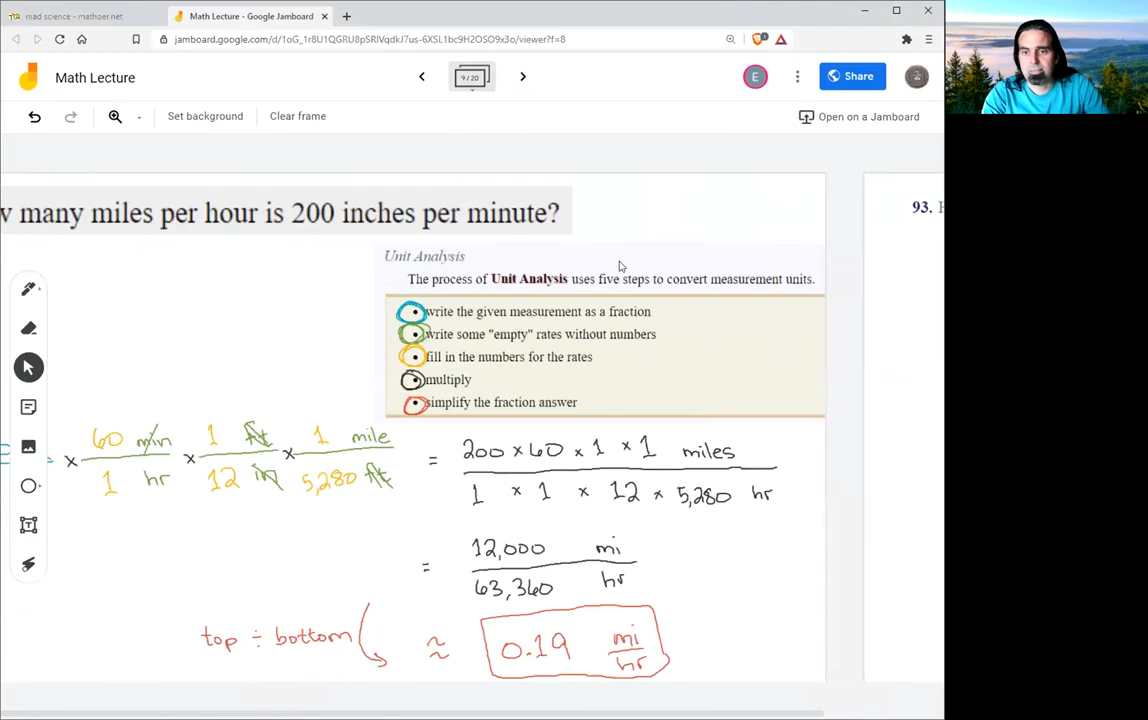 mad science - mathoer.net
Math Lecture - Google Jamboard
jamboard.google.com/d/1oG_1r8U1QGRU8pSRlVqdkJ7us-6XSL1bc9H2OSO9x3o/viewer?f=8
Math Lecture
9/20
E
Share
Set background
Clear frame
Open on a Jamboard
w many miles per hour is 200 inches per minute?
93.
Unit Analysis
The process of Unit Analysis uses five steps to convert measurement units.
• write the given measurement as a fraction
• write some "empty" rates without numbers
• fill in the numbers for the rates
• multiply
• simplify the fraction answer
× 60 min / 1 hr × 1 ft / 12 in × 1 mile / 5,280 ft = 200 × 60 × 1 × 1 miles / 1 × 1 × 12 × 5,280 hr
= 12,000 mi / 63,360 hr
top ÷ bottom ≈ 0.19 mi / hr